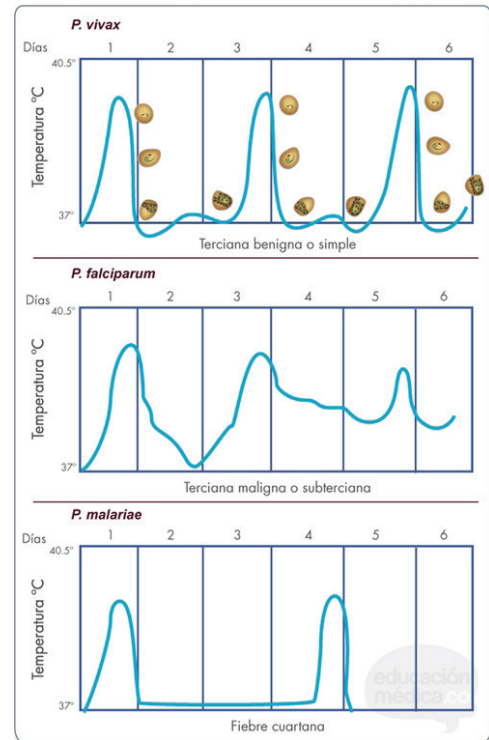 P. vivax
Días 1 2 3 4 5 6
40.5°
Temperatura °C
37°
Terciana benigna o simple
P. falciparum
Días 1 2 3 4 5 6
40.5°
Temperatura °C
37°
Terciana maligna o subterciana
P. malariae
Días 1 2 3 4 5 6
40.5°
Temperatura °C
37°
Fiebre cuartana
educación
médica.co